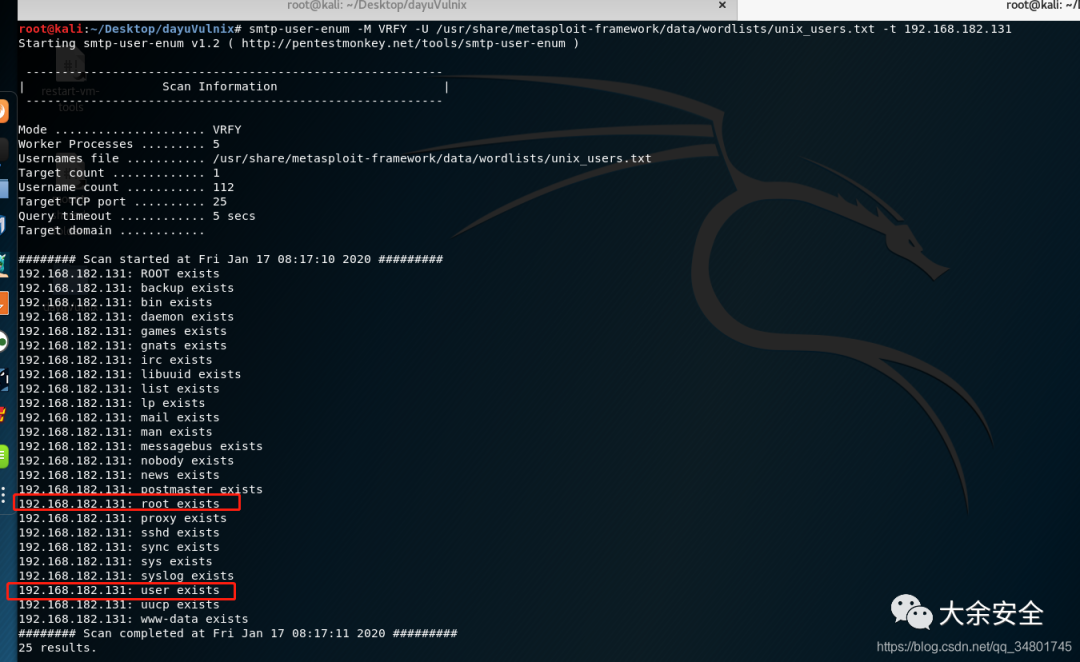 root@kali: ~/Desktop/dayuVulnix × root@kali: ~/
root@kali:~/Desktop/dayuVulnix# smtp-user-enum -M VRFY -U /usr/share/metasploit-framework/data/wordlists/unix_users.txt -t 192.168.182.131
Starting smtp-user-enum v1.2 ( http://pentestmonkey.net/tools/smtp-user-enum )
----------------------------------------------------------
| Scan Information |
----------------------------------------------------------
restart-vm-
tools
Mode ..................... VRFY
Worker Processes ......... 5
Usernames file ........... /usr/share/metasploit-framework/data/wordlists/unix_users.txt
Target count ............. 1
Username count ........... 112
Target TCP port .......... 25
Query timeout ............ 5 secs
Target domain ............
######## Scan started at Fri Jan 17 08:17:10 2020 #########
192.168.182.131: ROOT exists
192.168.182.131: backup exists
192.168.182.131: bin exists
192.168.182.131: daemon exists
192.168.182.131: games exists
192.168.182.131: gnats exists
192.168.182.131: irc exists
192.168.182.131: libuuid exists
192.168.182.131: list exists
192.168.182.131: lp exists
192.168.182.131: mail exists
192.168.182.131: man exists
192.168.182.131: messagebus exists
192.168.182.131: nobody exists
192.168.182.131: news exists
192.168.182.131: postmaster exists
192.168.182.131: root exists
192.168.182.131: proxy exists
192.168.182.131: sshd exists
192.168.182.131: sync exists
192.168.182.131: sys exists
192.168.182.131: syslog exists
192.168.182.131: user exists
192.168.182.131: uucp exists
192.168.182.131: www-data exists
######## Scan completed at Fri Jan 17 08:17:11 2020 #########
25 results.
大余安全
https://blog.csdn.net/qq_34801745